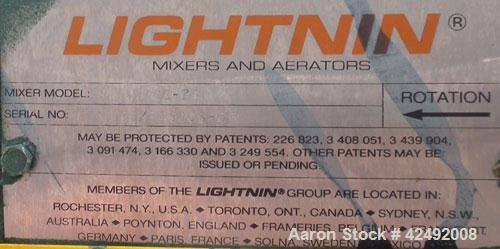 LIGHTNIN®
MIXERS AND AERATORS
MIXER MODEL:
SERIAL NO:
ROTATION
MAY BE PROTECTED BY PATENTS: 226 823, 3 408 051, 3 439 904,
3 091 474, 3 166 330 AND 3 249 554, OTHER PATENTS MAY BE
ISSUED OR PENDING.
MEMBERS OF THE LIGHTNIN® GROUP ARE LOCATED IN:
ROCHESTER, N.Y., U.S.A. ◆ TORONTO, ONT., CANADA ◆ SYDNEY, N.S.W.,
AUSTRALIA ◆ POYNTON, ENGLAND ◆ FRAMERIES, BELGIUM
GERMANY ◆ PARIS, FRANCE ◆ SOLNA, SWEDEN
Aaron Stock # 42492008